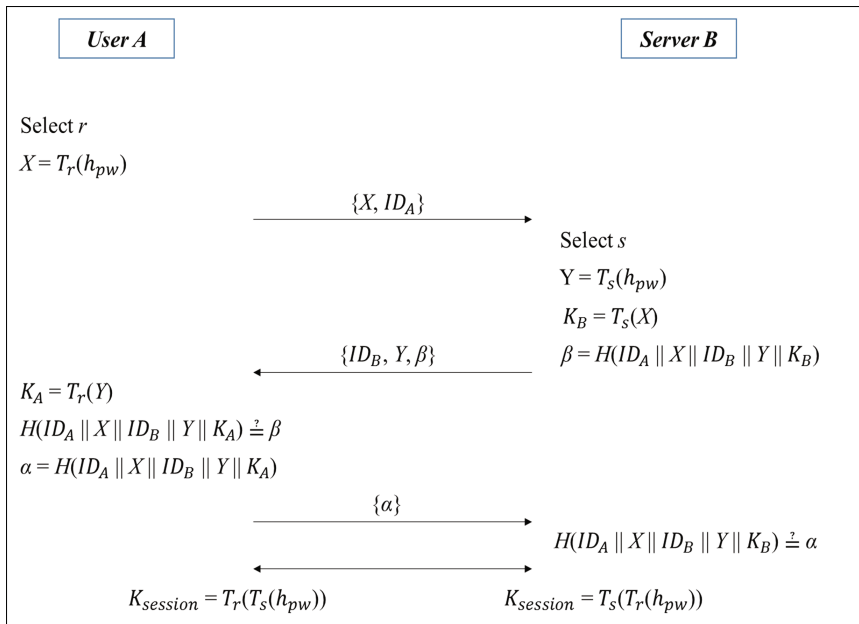 User A
Server B
Select r
X = T_r(h_pw)
{X, ID_A}
Select s
Y = T_s(h_pw)
K_B = T_s(X)
β = H(ID_A || X || ID_B || Y || K_B)
{ID_B, Y, β}
K_A = T_r(Y)
H(ID_A || X || ID_B || Y || K_A) ≟ β
α = H(ID_A || X || ID_B || Y || K_A)
{α}
H(ID_A || X || ID_B || Y || K_B) ≟ α
K_session = T_r(T_s(h_pw))
K_session = T_s(T_r(h_pw))